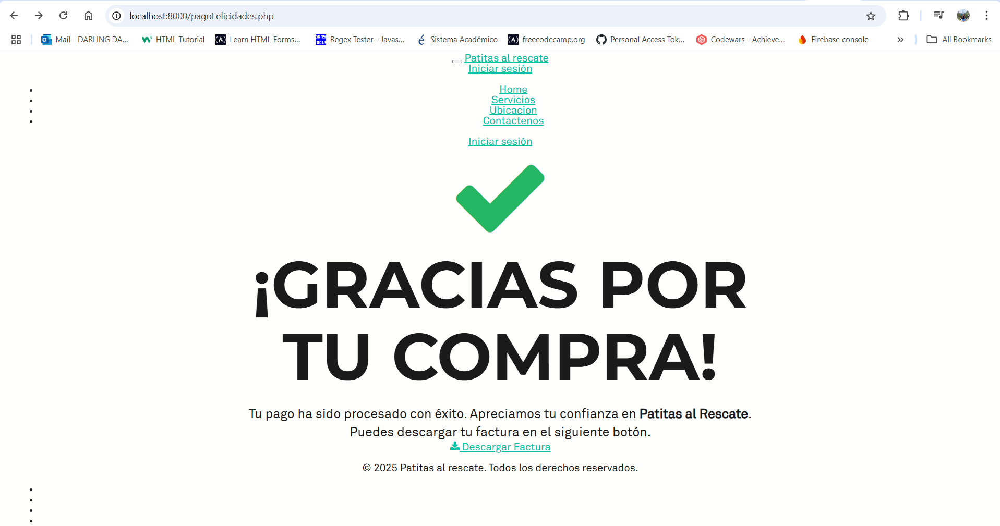 localhost:8000/pagoFelicidades.php
Mail - DARLING DA... HTML Tutorial Learn HTML Forms... Regex Tester - Javas... Sistema Académico freecodecamp.org Personal Access Tok... Codewars - Achieve... Firebase console » All Bookmarks
Patitas al rescate
Iniciar sesión
Home
Servicios
Ubicacion
Contactenos
Iniciar sesión
¡GRACIAS POR
TU COMPRA!
Tu pago ha sido procesado con éxito. Apreciamos tu confianza en Patitas al Rescate.
Puedes descargar tu factura en el siguiente botón.
Descargar Factura
© 2025 Patitas al rescate. Todos los derechos reservados.